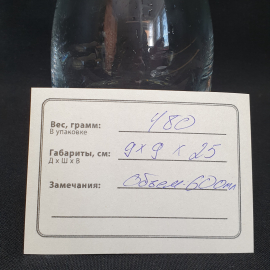 Вес, грамм: 480
В упаковке
Габариты, см: 9 х 9 х 25
Д х Ш х В
Замечания: Объем-600мл